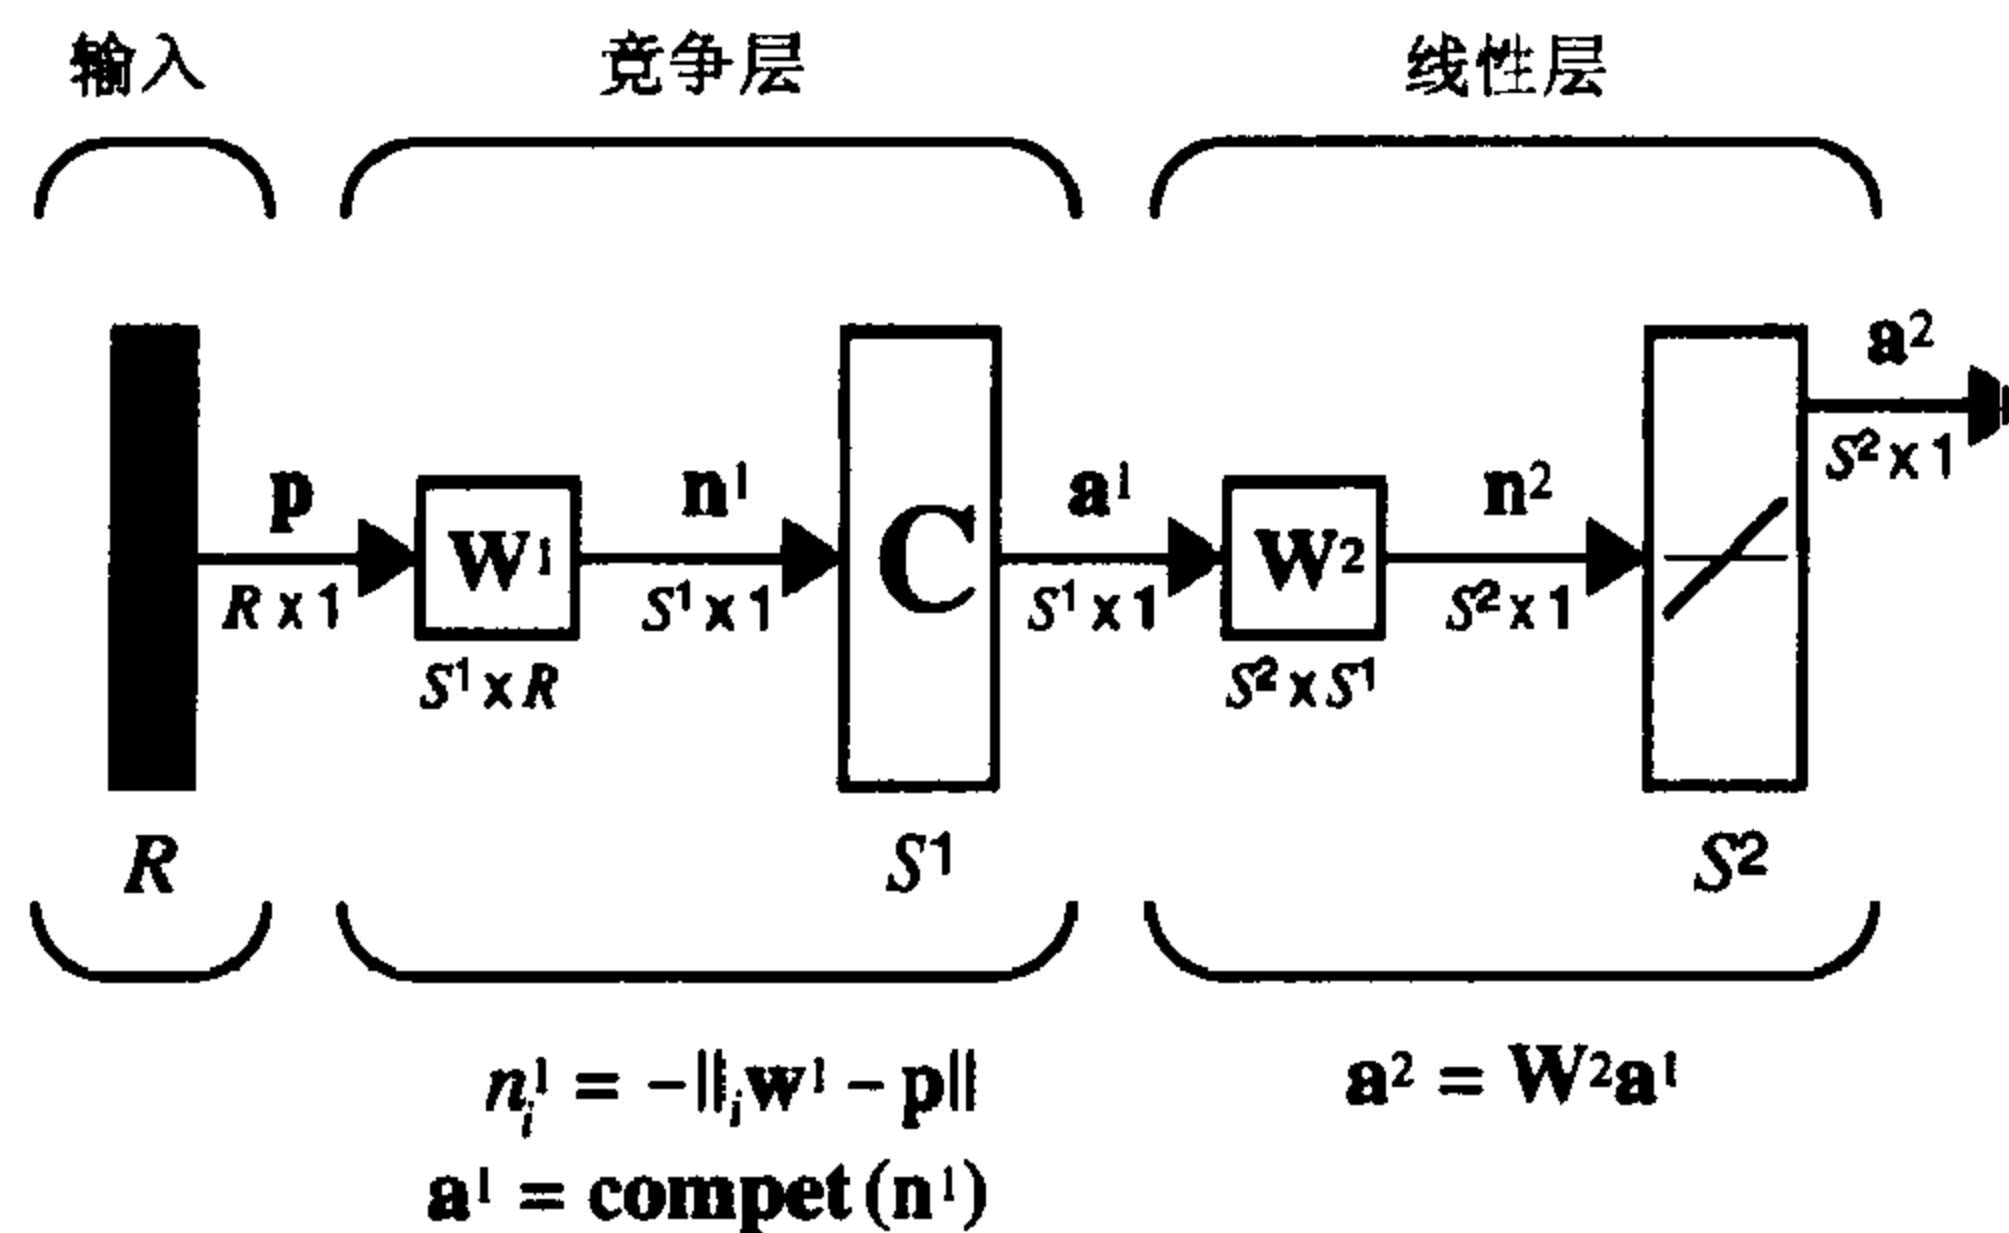 输入 竞争层 线性层
a²
S² x 1
p n¹ a¹ n²
W¹ C W²
R x 1 S¹ x 1 S¹ x 1 S² x 1
S¹ x R S² x S¹
R S¹ S²
nᵢ¹ = -||ᵢw¹ - p|| a² = W²a¹
a¹ = compet (n¹)